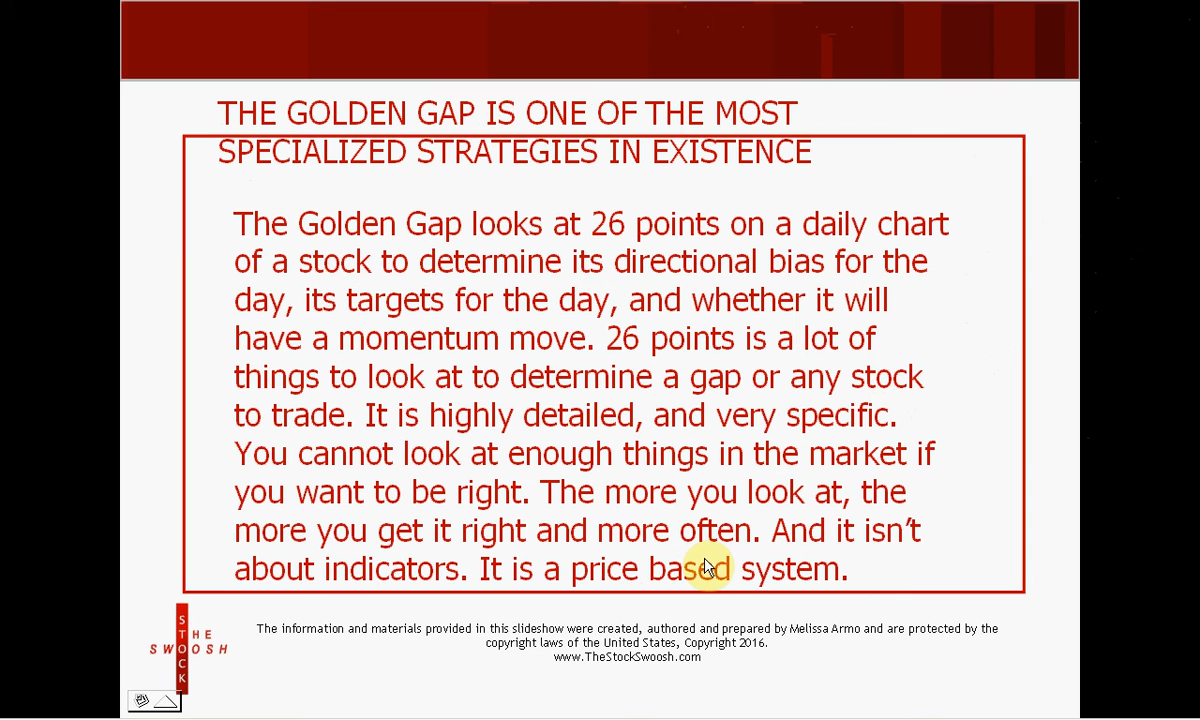 THE GOLDEN GAP IS ONE OF THE MOST
SPECIALIZED STRATEGIES IN EXISTENCE
The Golden Gap looks at 26 points on a daily chart
of a stock to determine its directional bias for the
day, its targets for the day, and whether it will
have a momentum move. 26 points is a lot of
things to look at to determine a gap or any stock
to trade. It is highly detailed, and very specific.
You cannot look at enough things in the market if
you want to be right. The more you look at, the
more you get it right and more often. And it isn’t
about indicators. It is a price based system.
THE
STOCK
SWOOSH
The information and materials provided in this slideshow were created, authored and prepared by Melissa Armo and are protected by the
copyright laws of the United States, Copyright 2016.
www.TheStockSwoosh.com